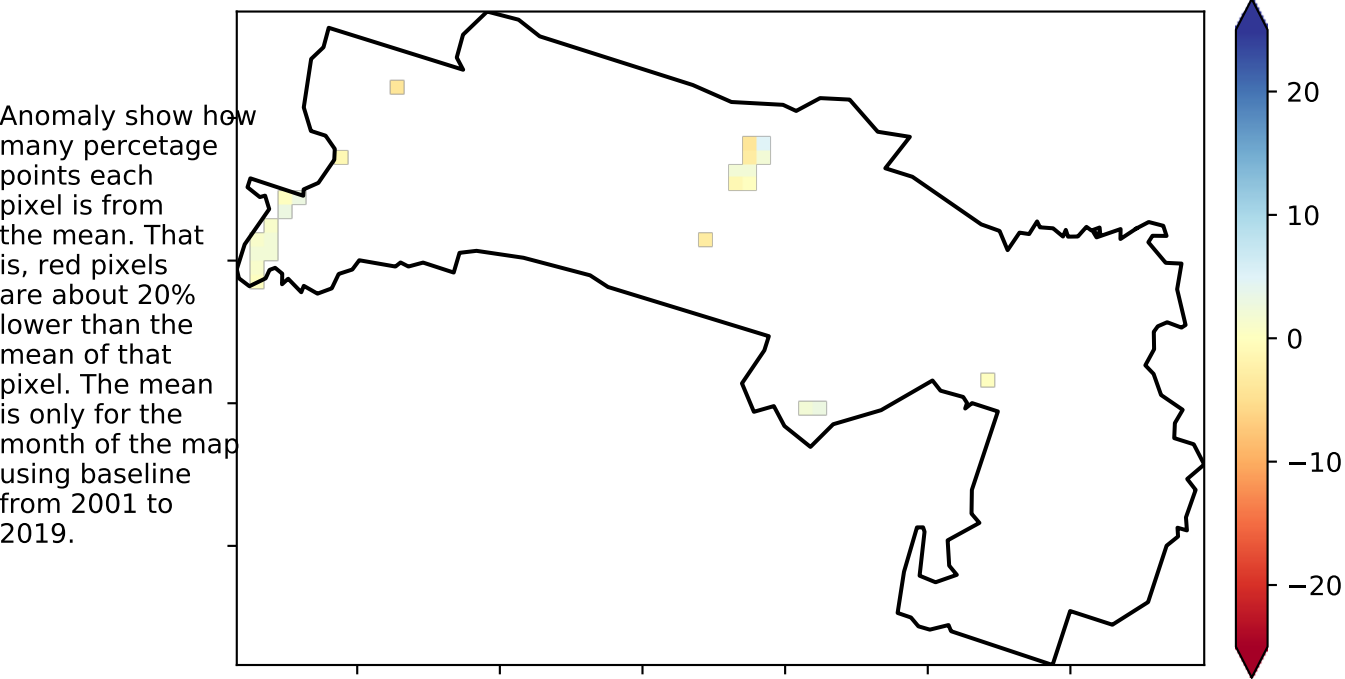 Anomaly show how
many percetage
points each
pixel is from
the mean. That
is, red pixels
are about 20%
lower than the
mean of that
pixel. The mean
is only for the
month of the map
using baseline
from 2001 to
2019.
20
10
0
−10
−20